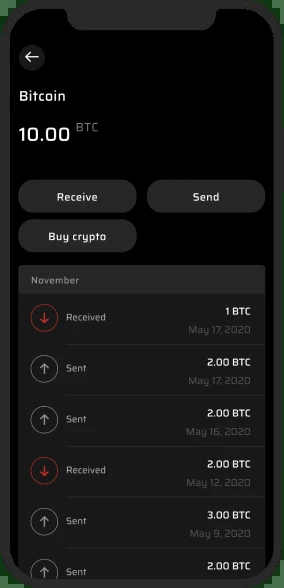 Bitcoin
10.00 BTC
Receive Send
Buy crypto
November
Received 1 BTC
May 17, 2020
Sent 2.00 BTC
May 17, 2020
Sent 2.00 BTC
May 16, 2020
Received 2.00 BTC
May 12, 2020
Sent 3.00 BTC
May 9, 2020
Sent 2.00 BTC